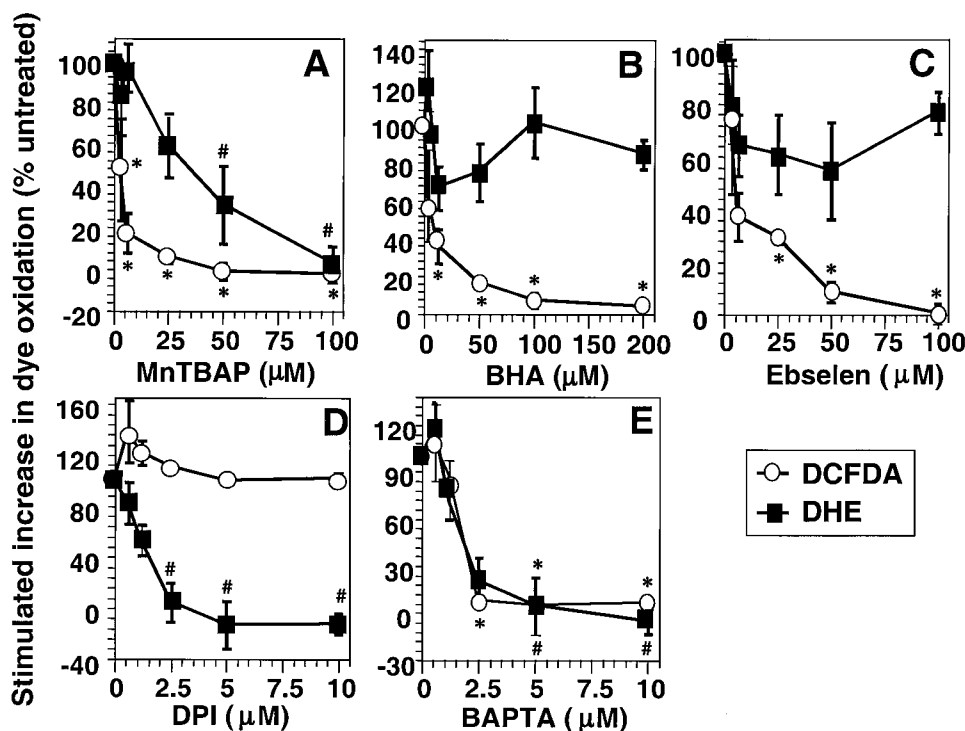 Stimulated increase in dye oxidation (% untreated)
A
100
80
60
40
20
0
-20
0 25 50 75 100
MnTBAP (μM)
* * * * *
# #
B
140
120
100
80
60
40
20
0
0 50 100 150 200
BHA (μM)
* * * *
C
100
80
60
40
20
0
0 25 50 75 100
Ebselen (μM)
* * *
D
160
120
80
40
0
-40
0 2.5 5 7.5 10
DPI (μM)
# # #
E
120
90
60
30
0
-30
0 2.5 5 7.5 10
BAPTA (μM)
* * *
# #
DCFDA
DHE